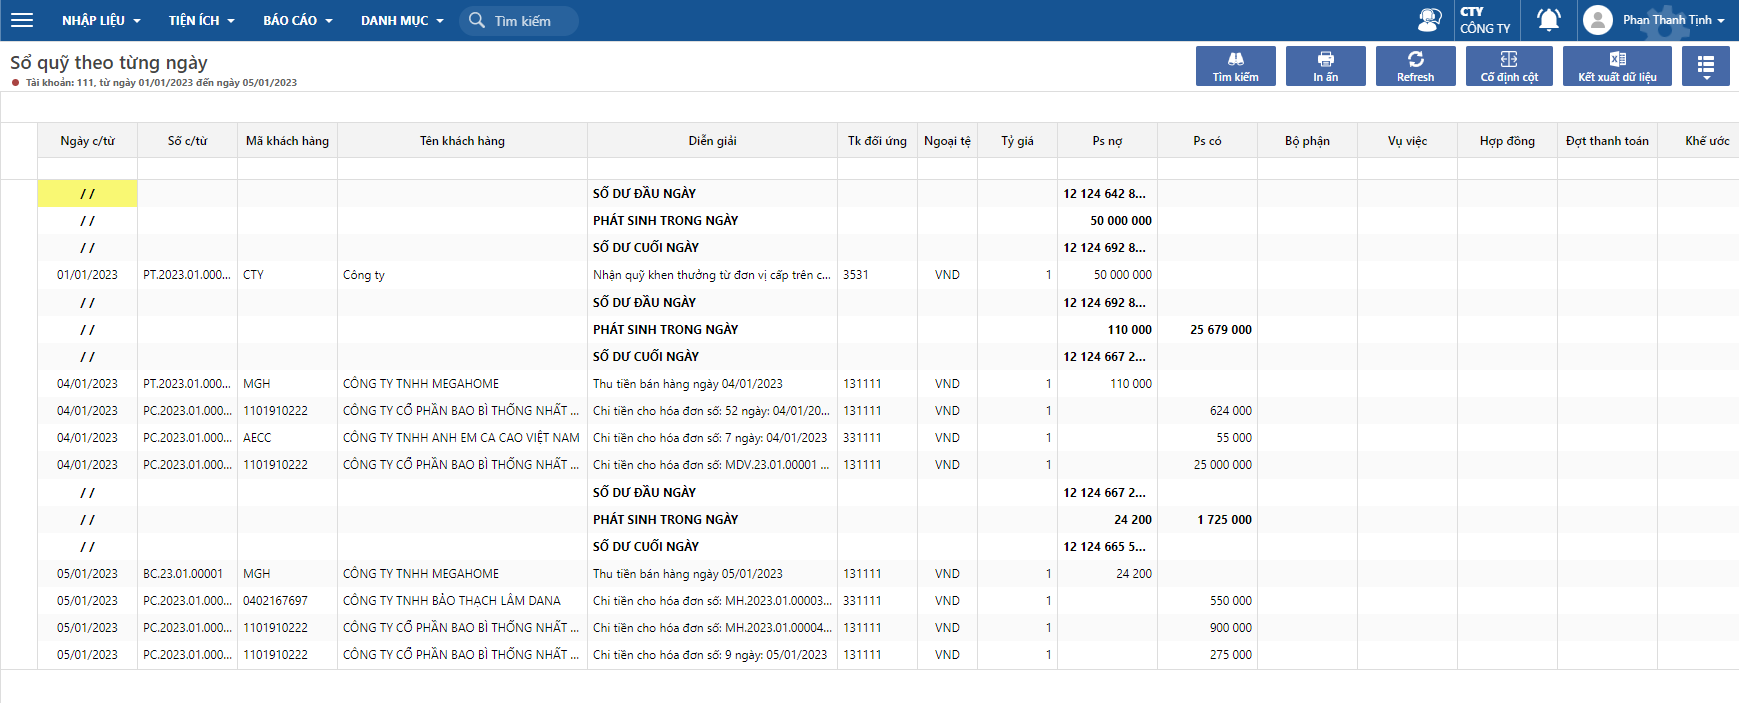 NHẬP LIỆU TIỆN ÍCH BÁO CÁO DANH MỤC Tìm kiếm CTY CÔNG TY Phan Thanh Tịnh
Sổ quỹ theo từng ngày
Tài khoản: 111, từ ngày 01/01/2023 đến ngày 05/01/2023
Tìm kiếm In ấn Refresh Cố định cột Kết xuất dữ liệu
Ngày c/từ Số c/từ Mã khách hàng Tên khách hàng Diễn giải Tk đối ứng Ngoại tệ Tỷ giá Ps nợ Ps có Bộ phận Vụ việc Hợp đồng Đợt thanh toán Khế ước
/ / SỐ DƯ ĐẦU NGÀY 12 124 642 8...
/ / PHÁT SINH TRONG NGÀY 50 000 000
/ / SỐ DƯ CUỐI NGÀY 12 124 692 8...
01/01/2023 PT.2023.01.000... CTY Công ty Nhận quỹ khen thưởng từ đơn vị cấp trên c... 3531 VND 1 50 000 000
/ / SỐ DƯ ĐẦU NGÀY 12 124 692 8...
/ / PHÁT SINH TRONG NGÀY 110 000 25 679 000
/ / SỐ DƯ CUỐI NGÀY 12 124 667 2...
04/01/2023 PT.2023.01.000... MGH CÔNG TY TNHH MEGAHOME Thu tiền bán hàng ngày 04/01/2023 131111 VND 1 110 000
04/01/2023 PC.2023.01.000... 1101910222 CÔNG TY CỔ PHẦN BAO BÌ THỐNG NHẤT ... Chi tiền cho hóa đơn số: 52 ngày: 04/01/20... 131111 VND 1 624 000
04/01/2023 PC.2023.01.000... AECC CÔNG TY TNHH ANH EM CA CAO VIỆT NAM Chi tiền cho hóa đơn số: 7 ngày: 04/01/2023 331111 VND 1 55 000
04/01/2023 PC.2023.01.000... 1101910222 CÔNG TY CỔ PHẦN BAO BÌ THỐNG NHẤT ... Chi tiền cho hóa đơn số: MDV.23.01.00001 ... 131111 VND 1 25 000 000
/ / SỐ DƯ ĐẦU NGÀY 12 124 667 2...
/ / PHÁT SINH TRONG NGÀY 24 200 1 725 000
/ / SỐ DƯ CUỐI NGÀY 12 124 665 5...
05/01/2023 BC.23.01.00001 MGH CÔNG TY TNHH MEGAHOME Thu tiền bán hàng ngày 05/01/2023 131111 VND 1 24 200
05/01/2023 PC.2023.01.000... 0402167697 CÔNG TY TNHH BẢO THẠCH LÂM DANA Chi tiền cho hóa đơn số: MH.2023.01.00003... 331111 VND 1 550 000
05/01/2023 PC.2023.01.000... 1101910222 CÔNG TY CỔ PHẦN BAO BÌ THỐNG NHẤT ... Chi tiền cho hóa đơn số: MH.2023.01.00004... 131111 VND 1 900 000
05/01/2023 PC.2023.01.000... 1101910222 CÔNG TY CỔ PHẦN BAO BÌ THỐNG NHẤT ... Chi tiền cho hóa đơn số: 9 ngày: 05/01/2023 131111 VND 1 275 000